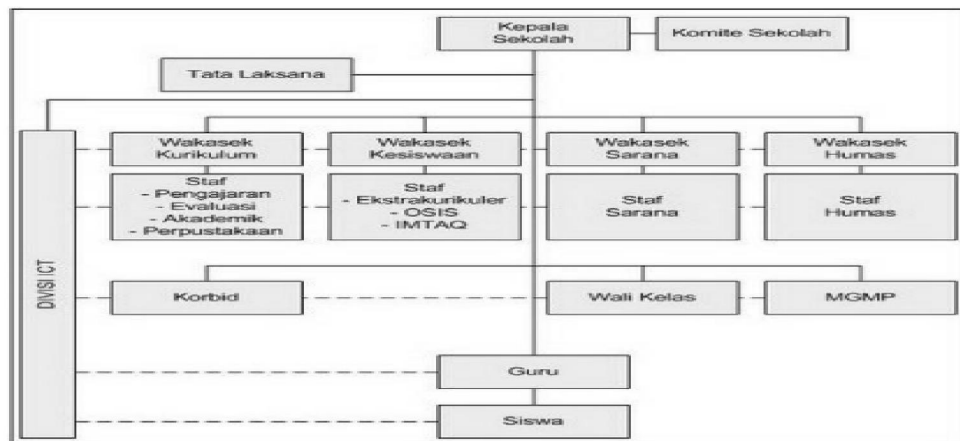 Kepala
Sekolah
Komite Sekolah
Tata Laksana
DIVISI ICT
Wakasek
Kurikulum
Wakasek
Kesiswaan
Wakasek
Sarana
Wakasek
Humas
Staf
- Pengajaran
- Evaluasi
- Akademik
- Perpustakaan
Staf
- Ekstrakurikuler
- OSIS
- IMTAQ
Staf
Sarana
Staf
Humas
Korbid
Wali Kelas
MGMP
Guru
Siswa